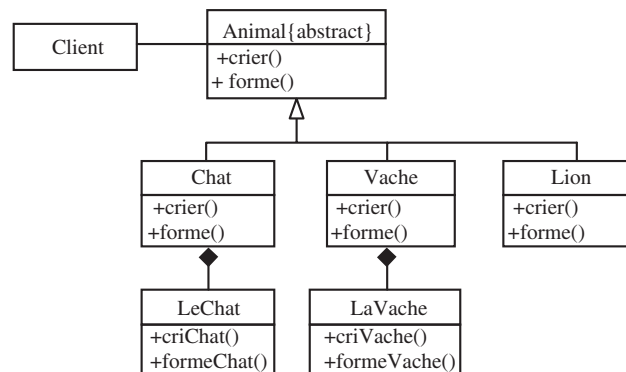 Client
Animal{abstract}
+crier()
+ forme()
Chat
+crier()
+forme()
Vache
+crier()
+forme()
Lion
+crier()
+forme()
LeChat
+criChat()
+formeChat()
LaVache
+criVache()
+formeVache()